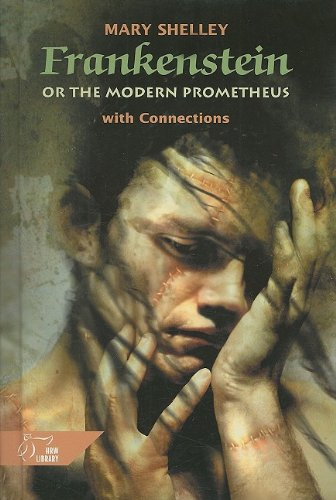 MARY SHELLEY
Frankenstein
OR THE MODERN PROMETHEUS
with Connections
HRW
LIBRARY